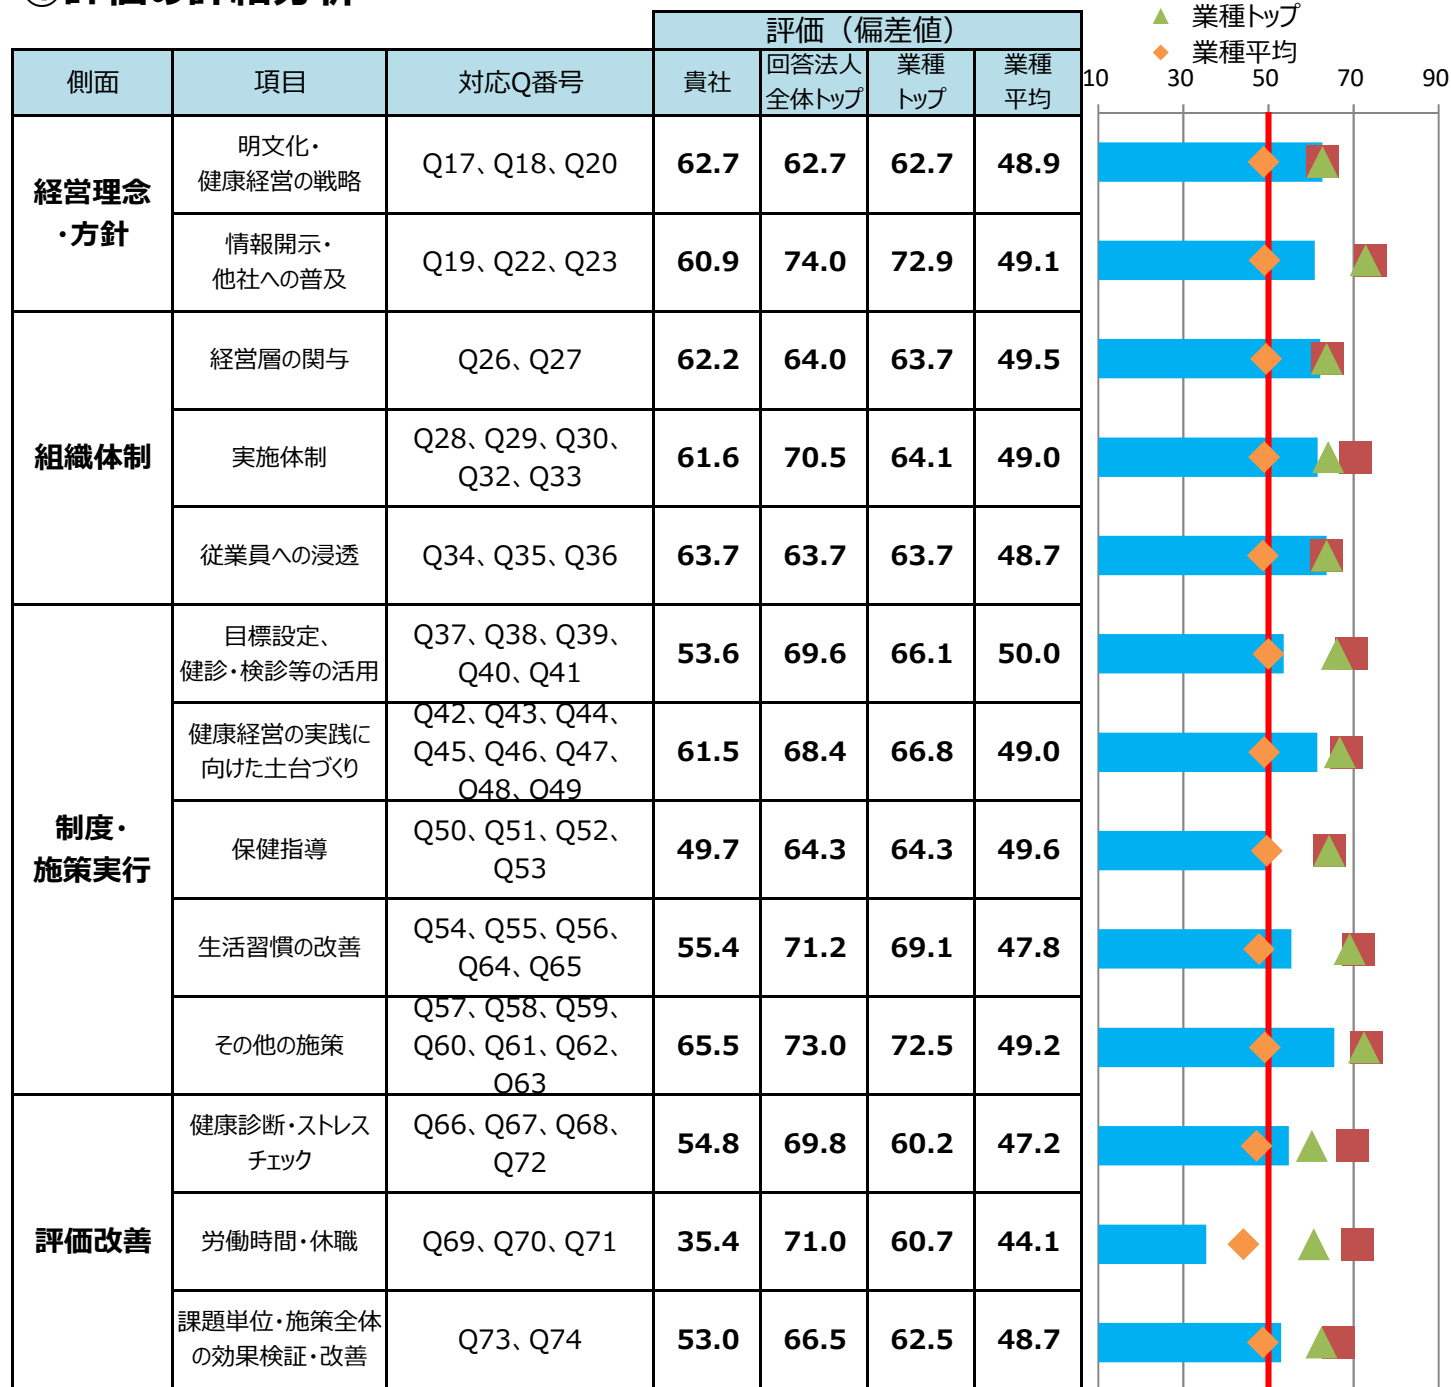 評価の詳細分析
▲ 業種トップ
◆ 業種平均
評価（偏差値）
側面 項目 対応Q番号 貴社 回答法人全体トップ 業種トップ 業種平均
10 30 50 70 90
経営理念・方針
明文化・
健康経営の戦略
Q17、Q18、Q20 62.7 62.7 62.7 48.9
情報開示・
他社への普及
Q19、Q22、Q23 60.9 74.0 72.9 49.1
組織体制
経営層の関与 Q26、Q27 62.2 64.0 63.7 49.5
実施体制
Q28、Q29、Q30、
Q32、Q33
61.6 70.5 64.1 49.0
従業員への浸透 Q34、Q35、Q36 63.7 63.7 63.7 48.7
制度・
施策実行
目標設定、
健診・検診等の活用
Q37、Q38、Q39、
Q40、Q41
53.6 69.6 66.1 50.0
健康経営の実践に
向けた土台づくり
Q42、Q43、Q44、
Q45、Q46、Q47、
Q48、Q49
61.5 68.4 66.8 49.0
保健指導
Q50、Q51、Q52、
Q53
49.7 64.3 64.3 49.6
生活習慣の改善
Q54、Q55、Q56、
Q64、Q65
55.4 71.2 69.1 47.8
その他の施策
Q57、Q58、Q59、
Q60、Q61、Q62、
Q63
65.5 73.0 72.5 49.2
評価改善
健康診断・ストレス
チェック
Q66、Q67、Q68、
Q72
54.8 69.8 60.2 47.2
労働時間・休職 Q69、Q70、Q71 35.4 71.0 60.7 44.1
課題単位・施策全体
の効果検証・改善
Q73、Q74 53.0 66.5 62.5 48.7